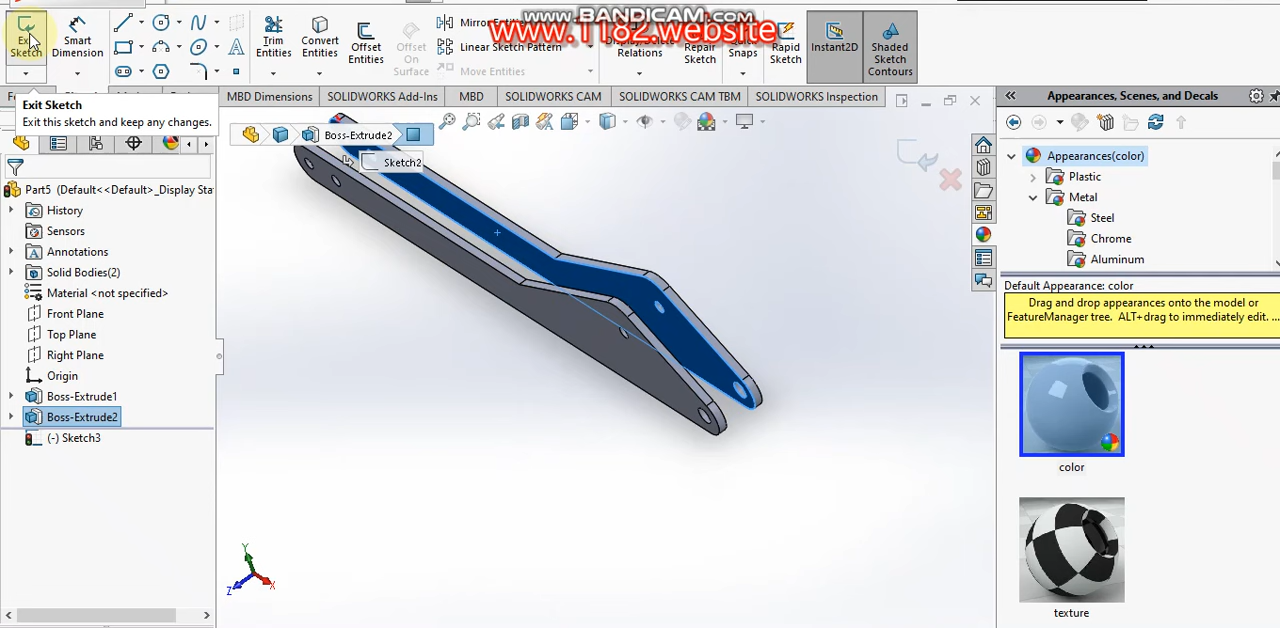 www.BANDICAM.com
www.1182.website
Exit Sketch
Smart Dimension
Trim Entities
Convert Entities
Offset Entities
Offset On Surface
Mirror Entities
Linear Sketch Pattern
Move Entities
Display/Delete Relations
Repair Sketch
Quick Snaps
Rapid Sketch
Instant2D
Shaded Sketch Contours
MBD Dimensions
SOLIDWORKS Add-Ins
MBD
SOLIDWORKS CAM
SOLIDWORKS CAM TBM
SOLIDWORKS Inspection
Exit Sketch
Exit this sketch and keep any changes.
Boss-Extrude2
Sketch2
Part5 (Default<<Default>_Display Sta
History
Sensors
Annotations
Solid Bodies(2)
Material <not specified>
Front Plane
Top Plane
Right Plane
Origin
Boss-Extrude1
Boss-Extrude2
(-) Sketch3
Y
Z
X
Appearances, Scenes, and Decals
Appearances(color)
Plastic
Metal
Steel
Chrome
Aluminum
Default Appearance: color
Drag and drop appearances onto the model or
FeatureManager tree. ALT+drag to immediately edit. ...
color
texture